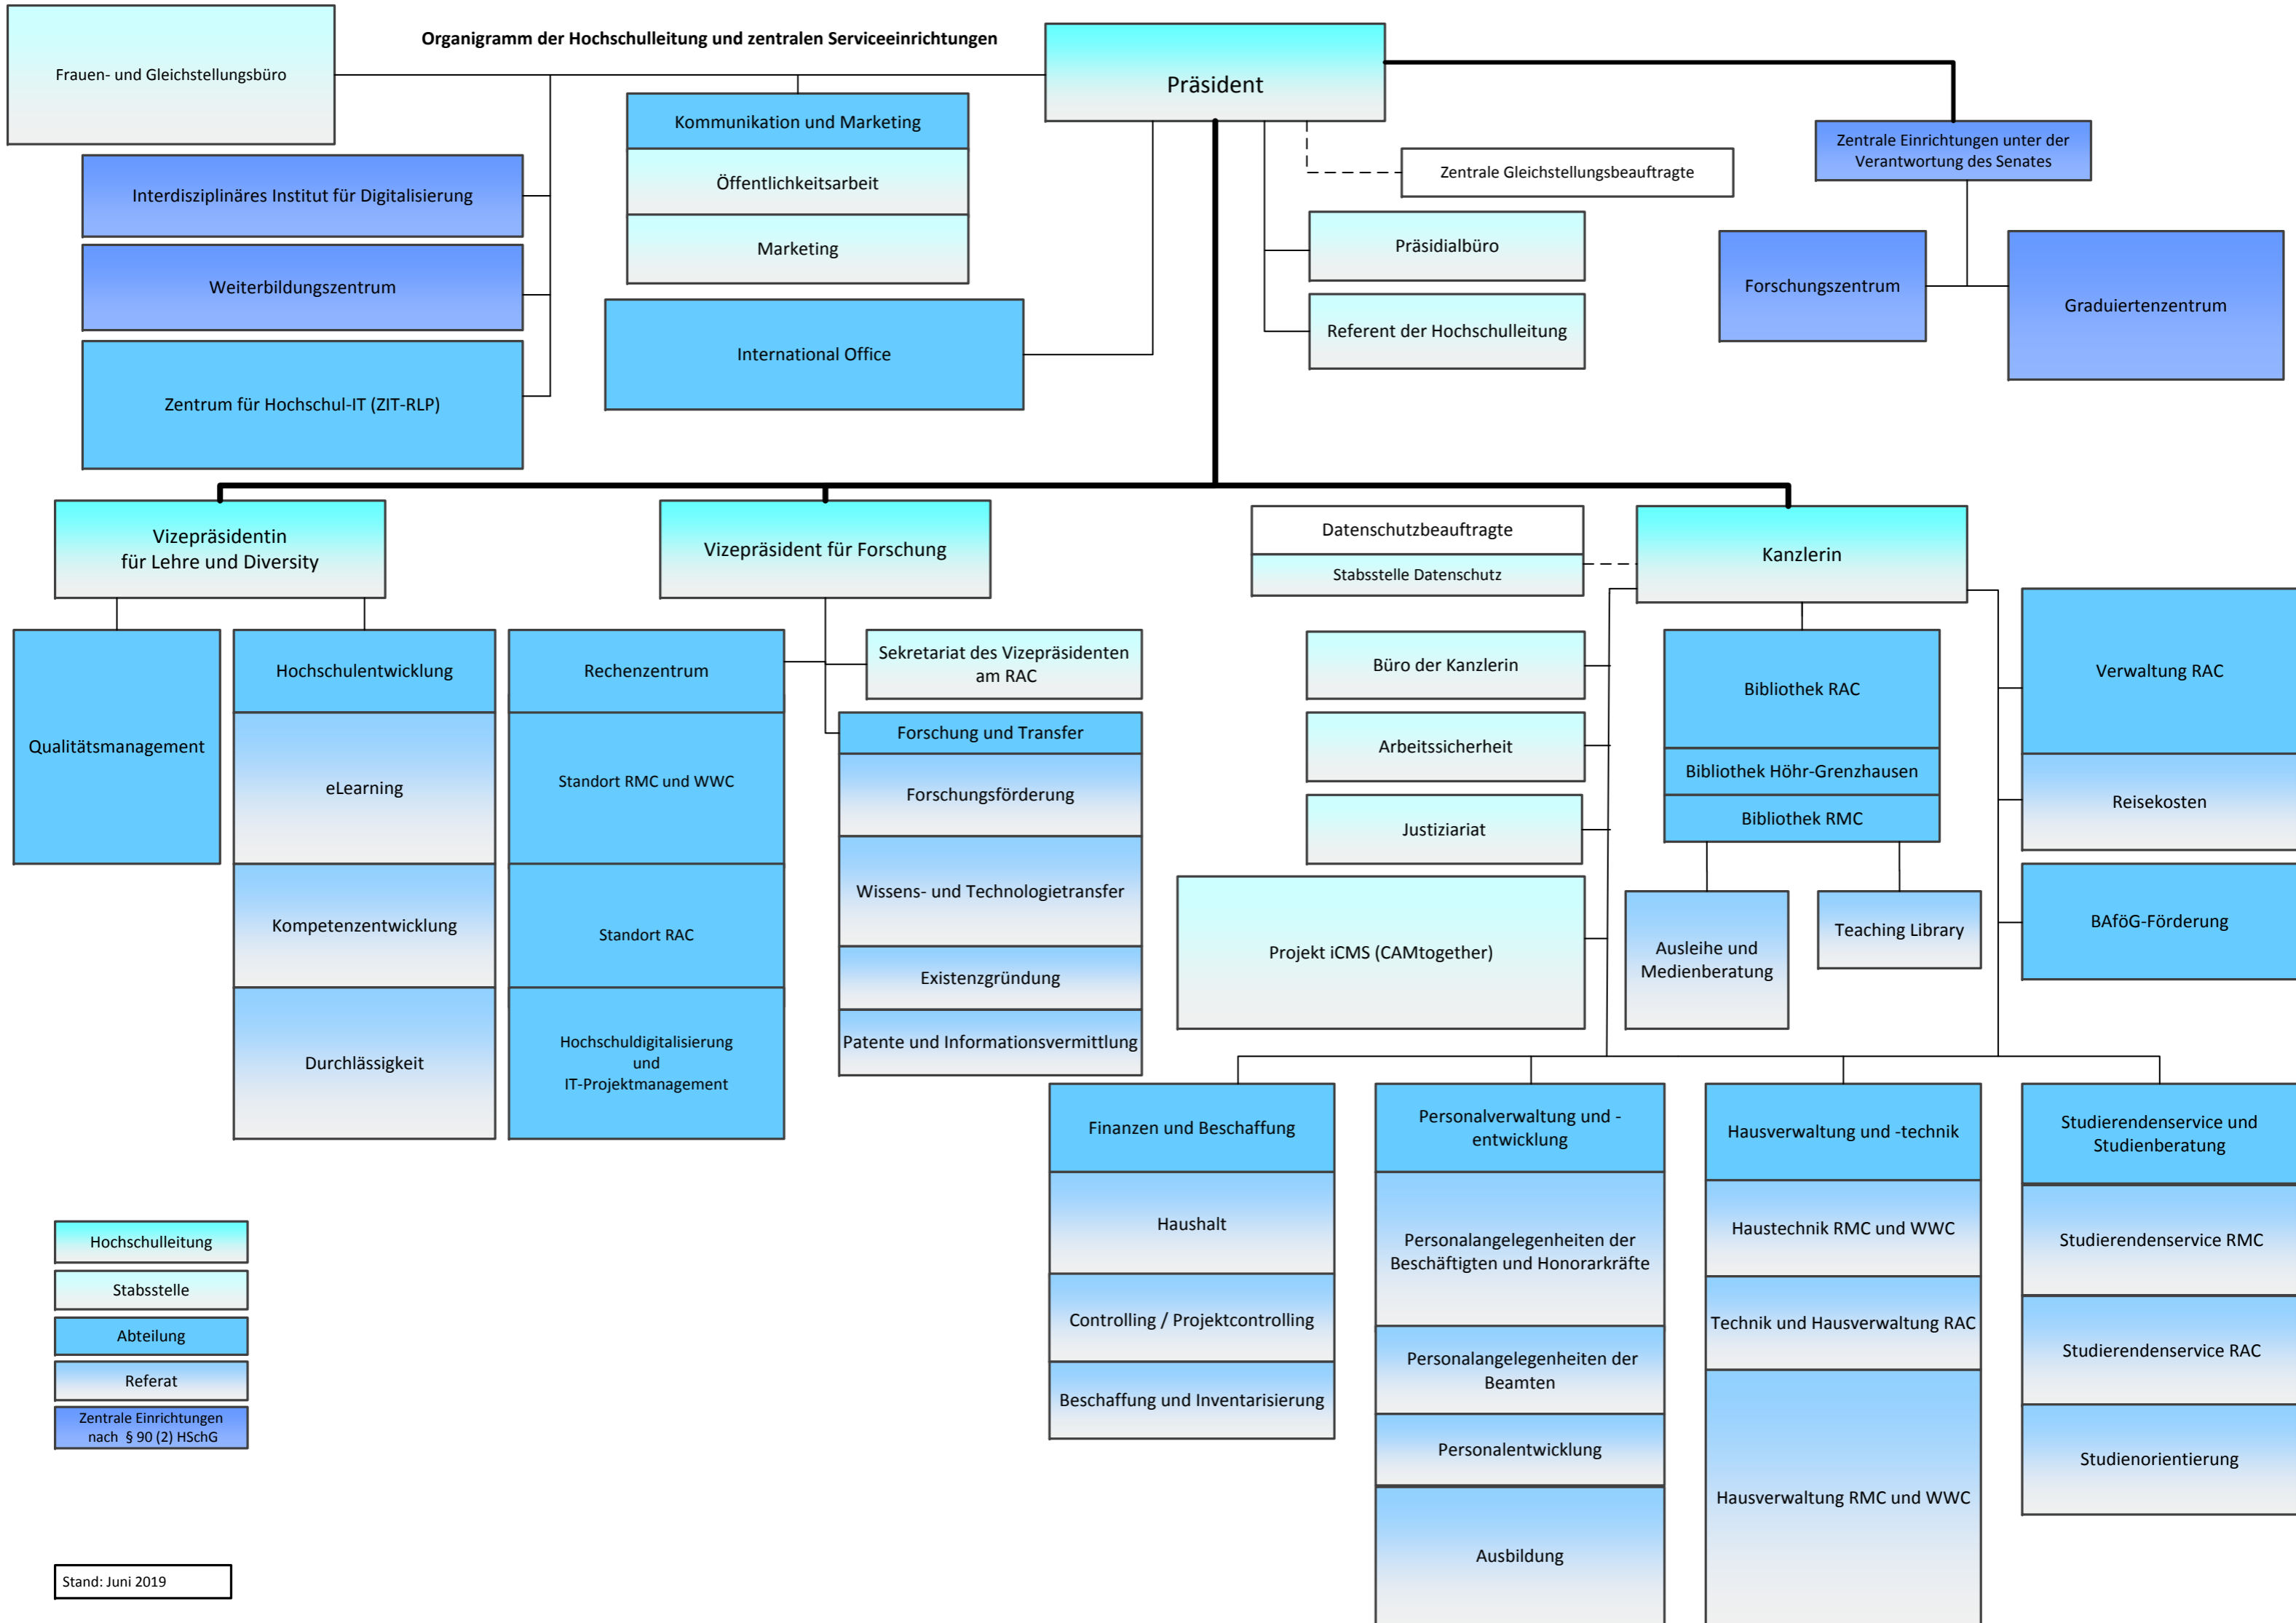 Organigramm der Hochschulleitung und zentralen Serviceeinrichtungen
Frauen- und Gleichstellungsbüro
Präsident
Kommunikation und Marketing
Öffentlichkeitsarbeit
Marketing
Interdisziplinäres Institut für Digitalisierung
Weiterbildungszentrum
Zentrum für Hochschul-IT (ZIT-RLP)
International Office
Zentrale Gleichstellungsbeauftragte
Präsidialbüro
Referent der Hochschulleitung
Zentrale Einrichtungen unter der
Verantwortung des Senates
Forschungszentrum
Graduiertenzentrum
Vizepräsidentin
für Lehre und Diversity
Qualitätsmanagement
Hochschulentwicklung
eLearning
Kompetenzentwicklung
Durchlässigkeit
Vizepräsident für Forschung
Rechenzentrum
Standort RMC und WWC
Standort RAC
Hochschuldigitalisierung
und
IT-Projektmanagement
Sekretariat des Vizepräsidenten
am RAC
Forschung und Transfer
Forschungsförderung
Wissens- und Technologietransfer
Existenzgründung
Patente und Informationsvermittlung
Datenschutzbeauftragte
Stabsstelle Datenschutz
Kanzlerin
Büro der Kanzlerin
Arbeitssicherheit
Justiziariat
Projekt iCMS (CAMtogether)
Bibliothek RAC
Bibliothek Höhr-Grenzhausen
Bibliothek RMC
Ausleihe und
Medienberatung
Teaching Library
Verwaltung RAC
Reisekosten
BAföG-Förderung
Finanzen und Beschaffung
Haushalt
Controlling / Projektcontrolling
Beschaffung und Inventarisierung
Personalverwaltung und -
entwicklung
Personalangelegenheiten der
Beschäftigten und Honorarkräfte
Personalangelegenheiten der
Beamten
Personalentwicklung
Ausbildung
Hausverwaltung und -technik
Haustechnik RMC und WWC
Technik und Hausverwaltung RAC
Hausverwaltung RMC und WWC
Studierendenservice und
Studienberatung
Studierendenservice RMC
Studierendenservice RAC
Studienorientierung
Hochschulleitung
Stabsstelle
Abteilung
Referat
Zentrale Einrichtungen
nach § 90 (2) HSchG
Stand: Juni 2019